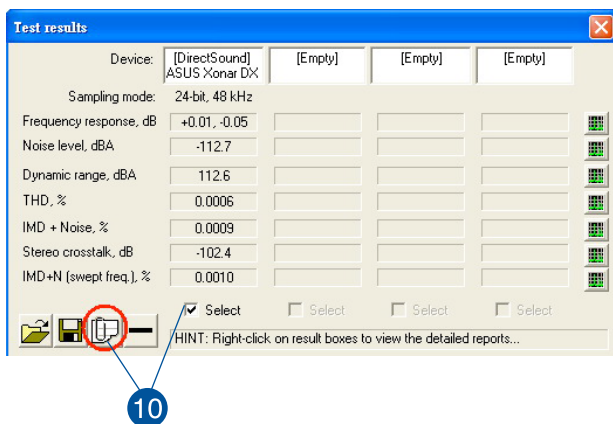 Test results
Device: [DirectSound] ASUS Xonar DX [Empty] [Empty] [Empty]
Sampling mode: 24-bit, 48 kHz
Frequency response, dB +0.01, -0.05
Noise level, dBA -112.7
Dynamic range, dBA 112.6
THD, % 0.0006
IMD + Noise, % 0.0009
Stereo crosstalk, dB -102.4
IMD+N (swept freq.), % 0.0010
Select Select Select Select
HINT: Right-click on result boxes to view the detailed reports...
10